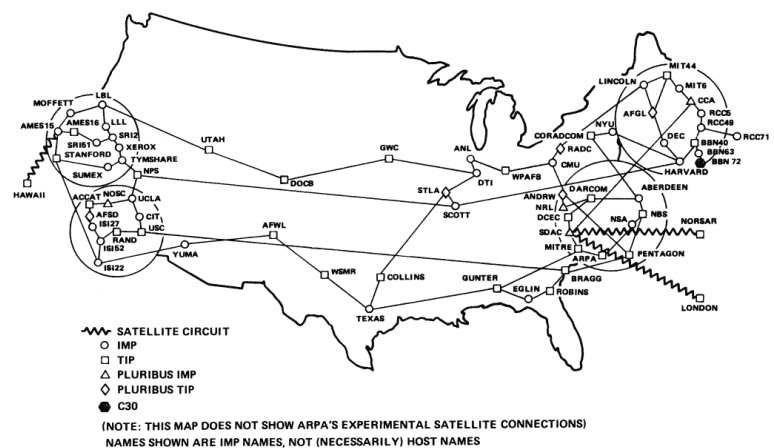 MOFFETT
LBL
AMES15
AMES16
LLL
SRI2
SRI51
XEROX
STANFORD
TYMSHARE
SUMEX
NPS
HAWAII
ACCAT
NOSC
UCLA
AFSD
CIT
ISI27
RAND
USC
ISI52
ISI22
YUMA
UTAH
DOCB
GWC
AFWL
WSMR
TEXAS
COLLINS
STLA
SCOTT
ANL
DTI
WPAFB
CMU
RADC
CORADCOM
NYU
LINCOLN
MIT44
MIT6
CCA
RCC5
RCC49
RCC71
AFGL
DEC
BBN40
BBN63
BBN 72
HARVARD
ANDRW
DARCOM
ABERDEEN
NRL
DCEC
NSA
NBS
SDAC
NORSAR
MITRE
ARPA
PENTAGON
BRAGG
GUNTER
EGLIN
ROBINS
LONDON
SATELLITE CIRCUIT
IMP
TIP
PLURIBUS IMP
PLURIBUS TIP
C30
(NOTE: THIS MAP DOES NOT SHOW ARPA'S EXPERIMENTAL SATELLITE CONNECTIONS)
NAMES SHOWN ARE IMP NAMES, NOT (NECESSARILY) HOST NAMES